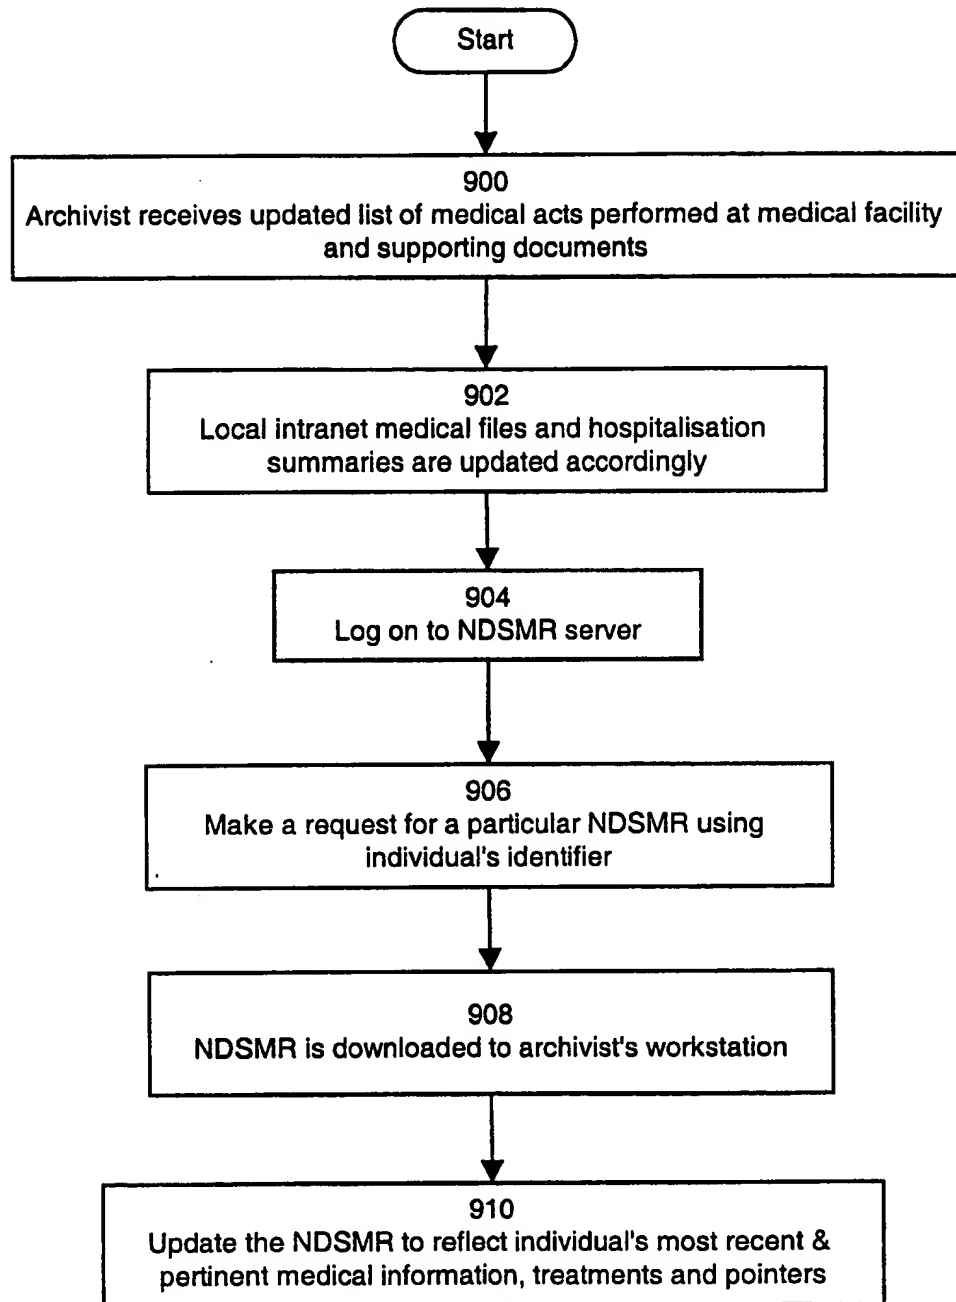 Start
900
Archivist receives updated list of medical acts performed at medical facility
and supporting documents
902
Local intranet medical files and hospitalisation
summaries are updated accordingly
904
Log on to NDSMR server
906
Make a request for a particular NDSMR using
individual's identifier
908
NDSMR is downloaded to archivist's workstation
910
Update the NDSMR to reflect individual's most recent &
pertinent medical information, treatments and pointers